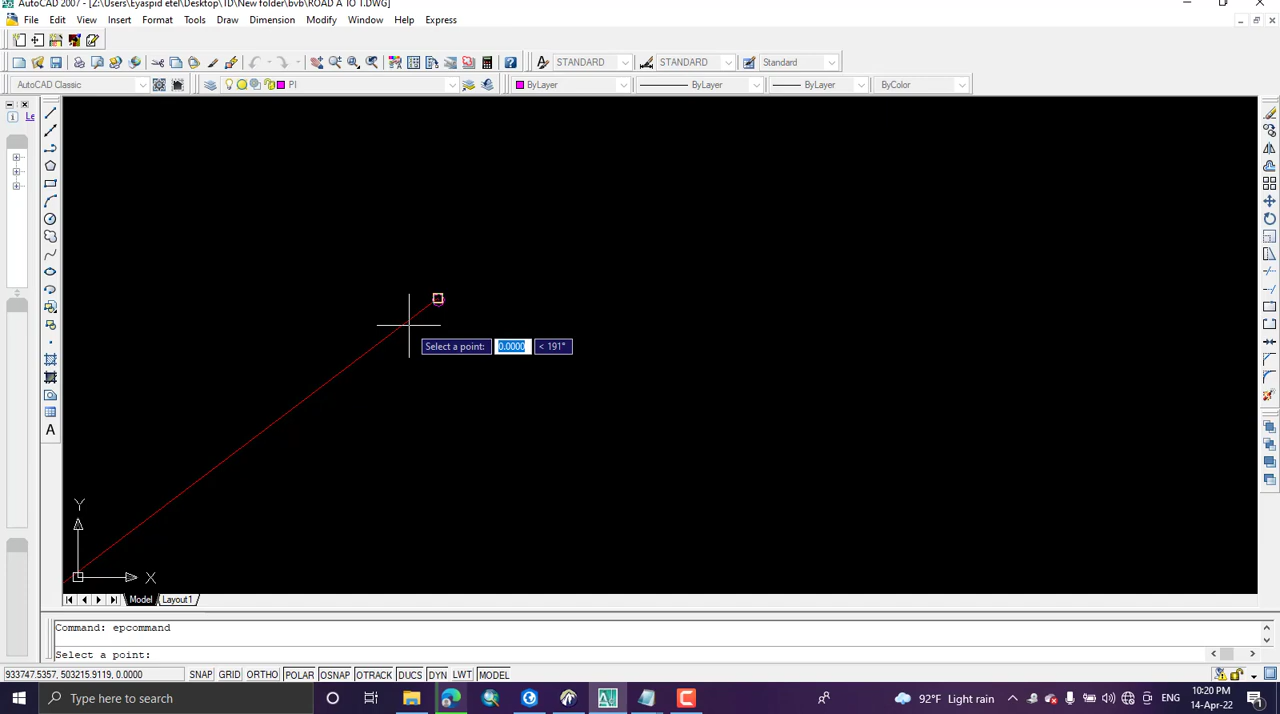 AutoCAD 2007 - [Z:\Users\Eyaspid etel\Desktop\TD\New folder\bvb\ROAD A TO T.DWG]
File Edit View Insert Format Tools Draw Dimension Modify Window Help Express
STANDARD STANDARD Standard
AutoCAD Classic PI ByLayer ByLayer ByLayer ByColor
Le
Select a point: 0.0000 < 191°
Y
X
Model Layout1
Command: epcommand
Select a point:
933747.5357, 503215.9119, 0.0000 SNAP GRID ORTHO POLAR OSNAP OTRACK DUCS DYN LWT MODEL
Type here to search 92°F Light rain ENG 10:20 PM
14-Apr-22